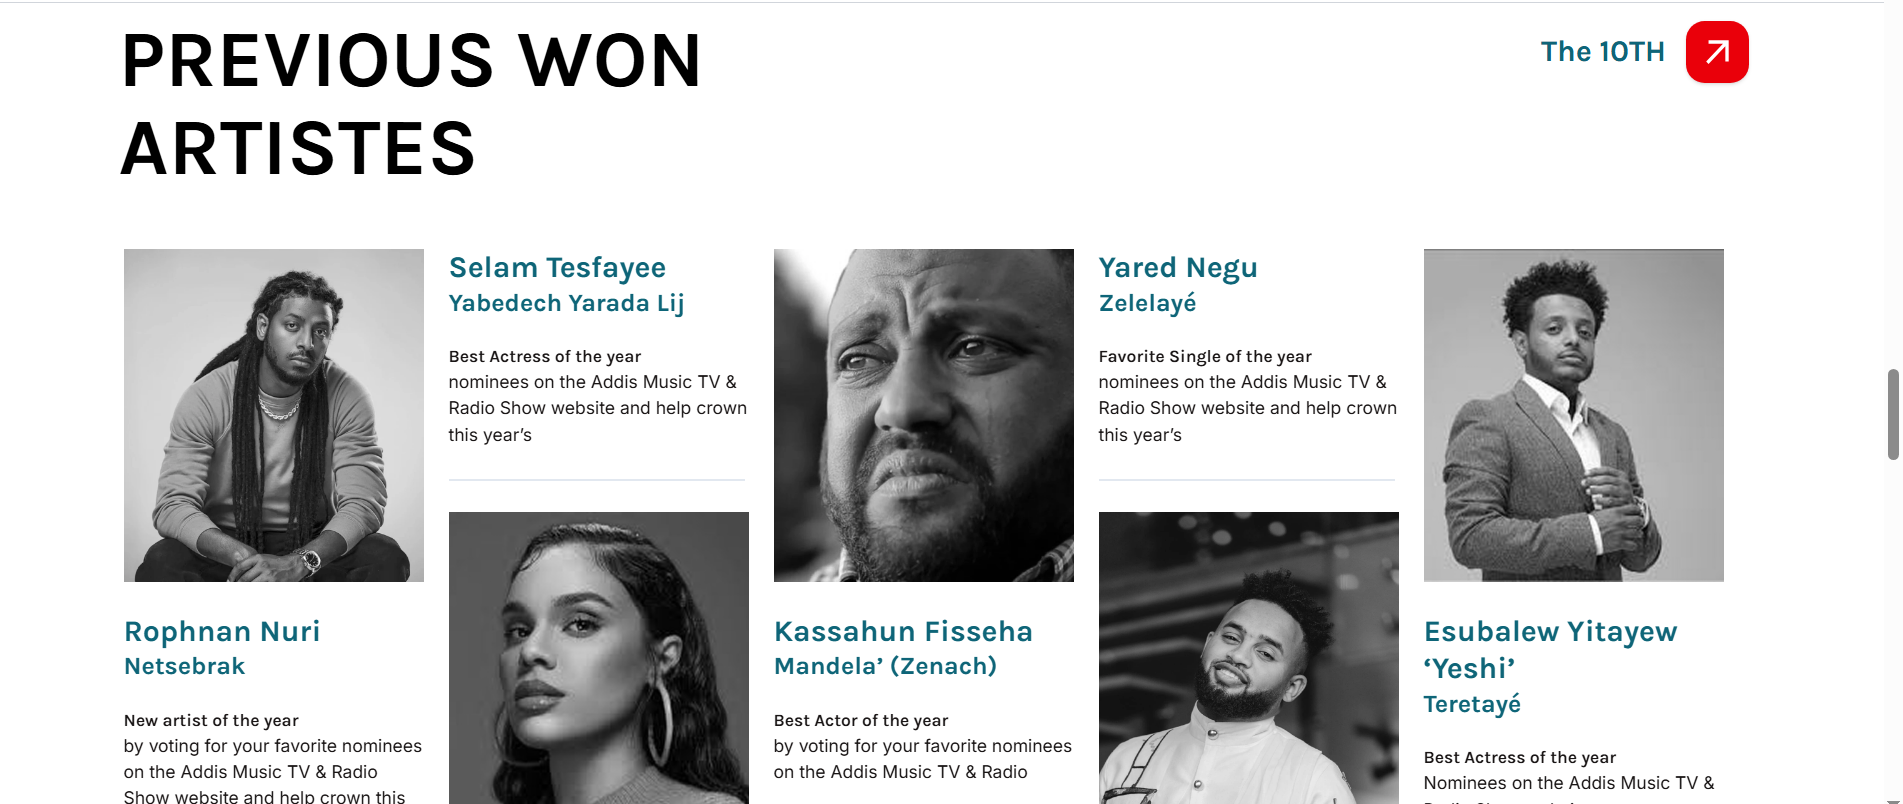 PREVIOUS WON
ARTISTES
The 10TH
Rophnan Nuri
Netsebrak
New artist of the year
by voting for your favorite nominees
on the Addis Music TV & Radio
Show website and help crown this
Selam Tesfayee
Yabedech Yarada Lij
Best Actress of the year
nominees on the Addis Music TV &
Radio Show website and help crown
this year’s
Kassahun Fisseha
Mandela’ (Zenach)
Best Actor of the year
by voting for your favorite nominees
on the Addis Music TV & Radio
Yared Negu
Zelelayé
Favorite Single of the year
nominees on the Addis Music TV &
Radio Show website and help crown
this year’s
Esubalew Yitayew
‘Yeshi’
Teretayé
Best Actress of the year
Nominees on the Addis Music TV &